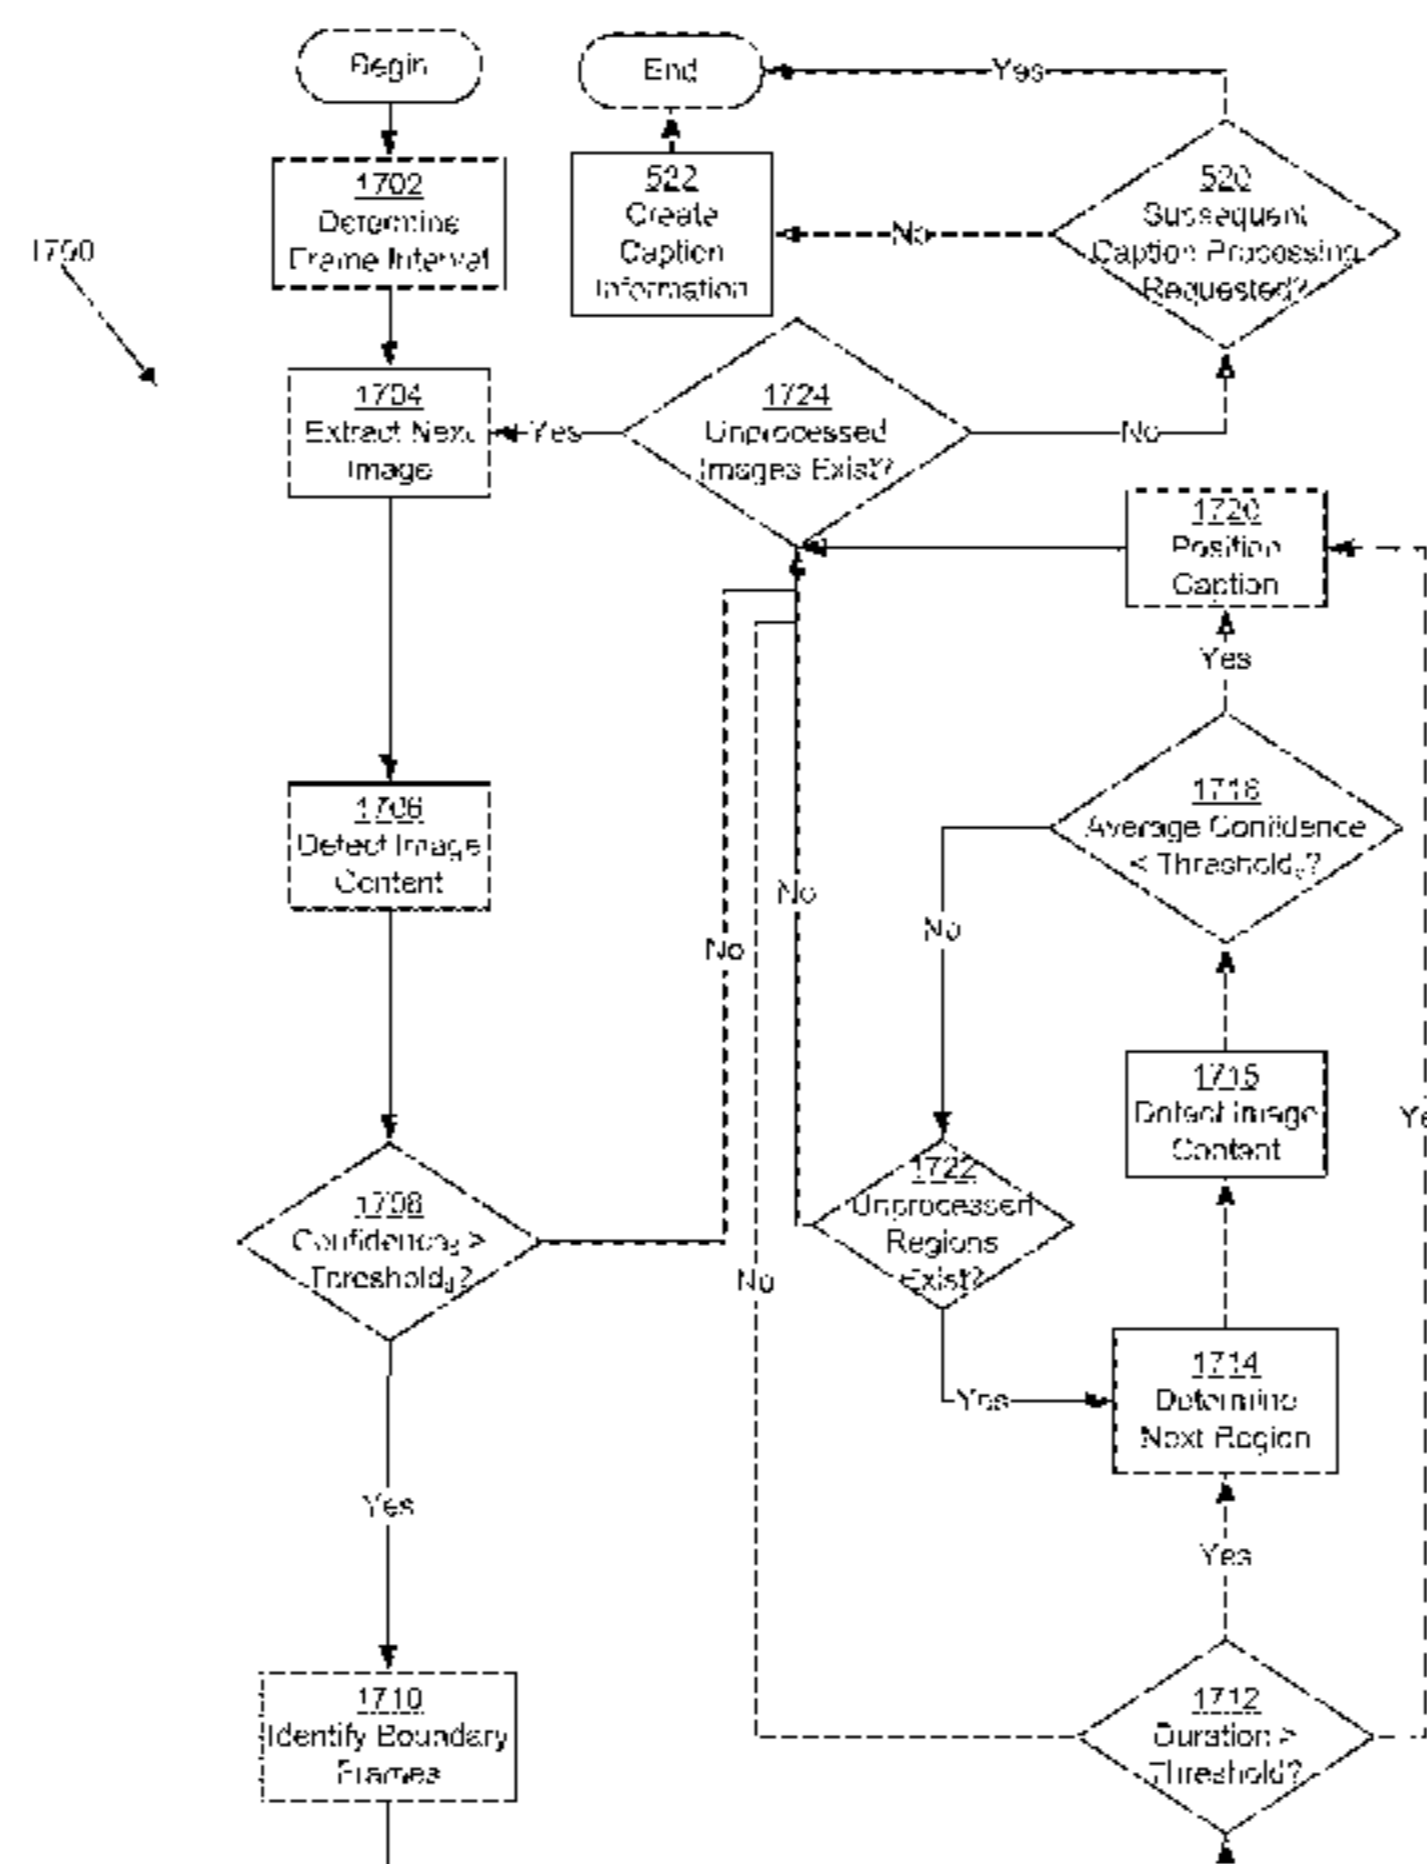 Begin
End
Yes
1702
Determine
Frame Interval
522
Create
Caption
Information
No
520
Subsequent
Caption Processing
Requested?
1700
1704
Extract Next
Image
Yes
1724
Unprocessed
Images Exist?
No
1720
Position
Caption
Yes
1706
Detect Image
Content
1718
Average Confidence
< Threshold?
No
No
No
1716
Detect Image
Content
Ye
1708
Confidence >
Threshold?
1722
Unprocessed
Regions
Exist?
No
1714
Determine
Next Region
Yes
Yes
Yes
1710
Identify Boundary
Frames
1712
Duration >
Threshold?